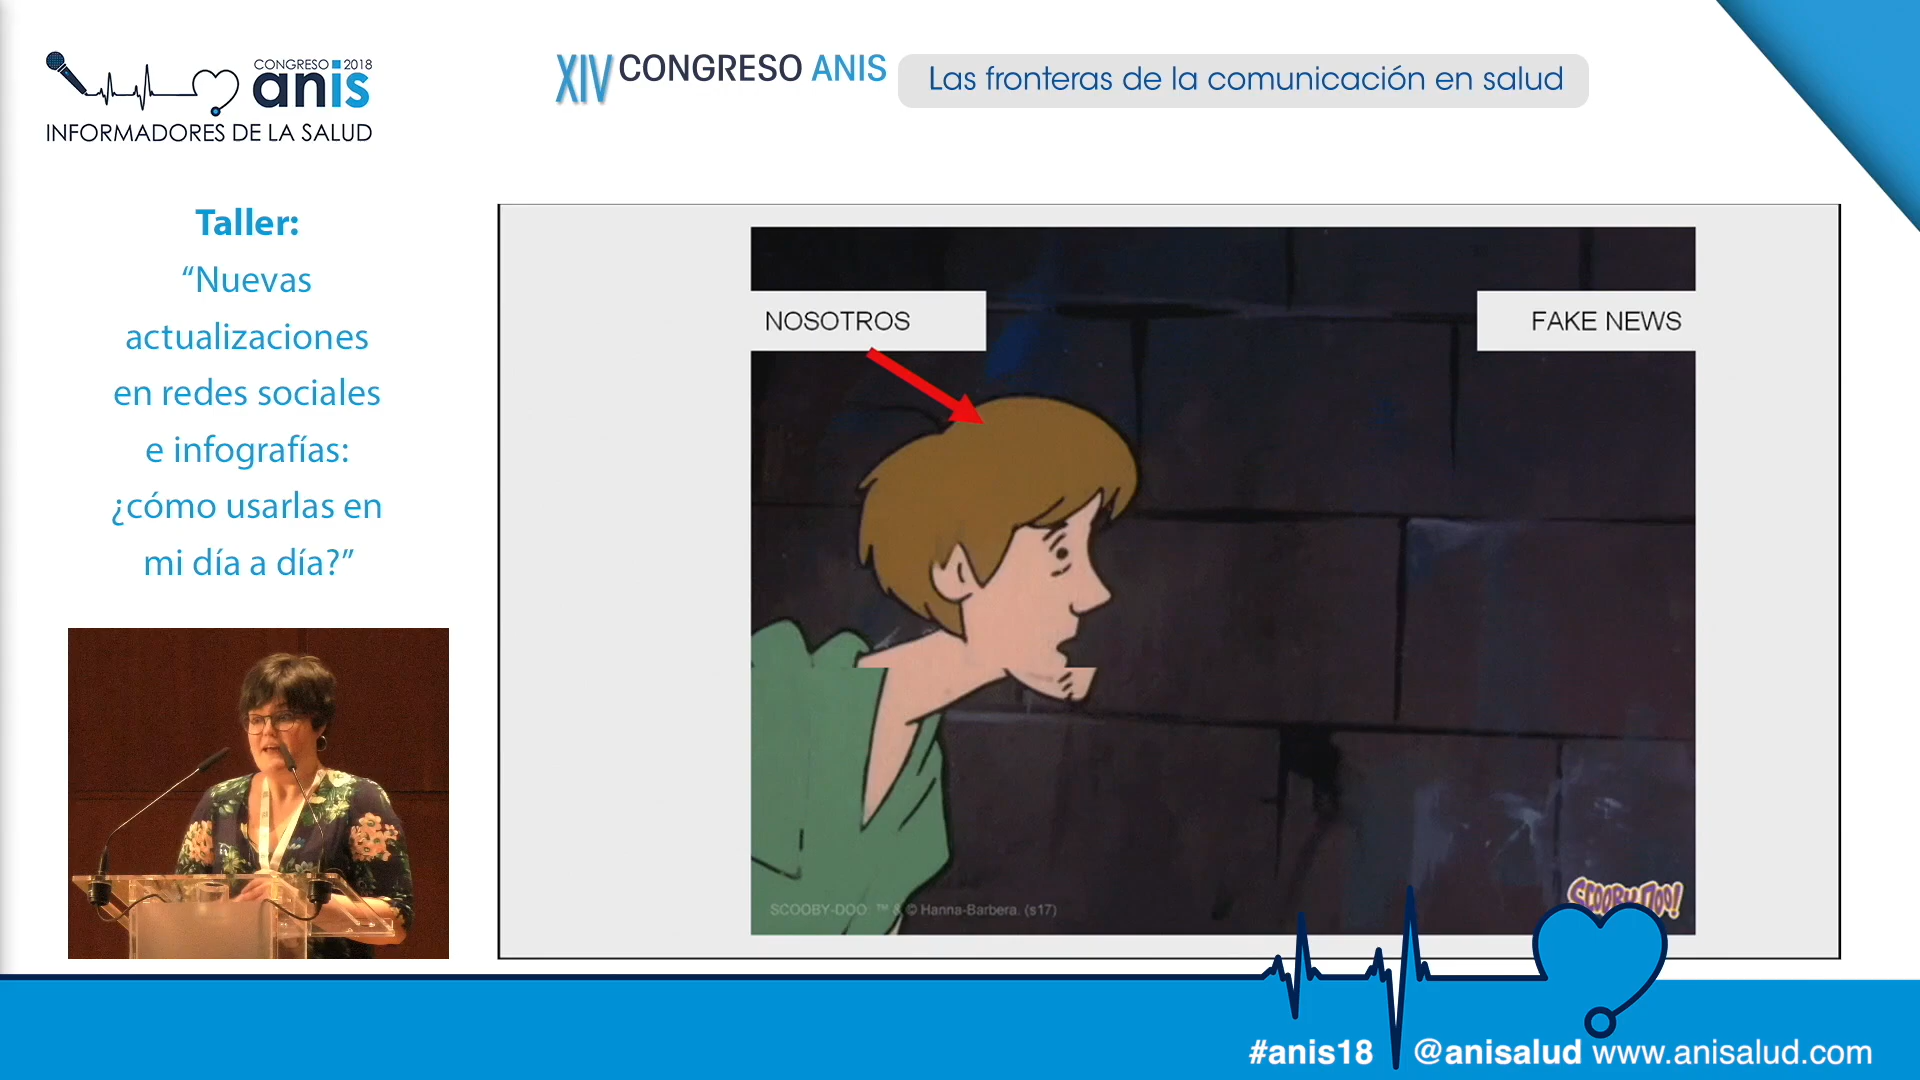 CONGRESO 2018
anis
INFORMADORES DE LA SALUD
XIV CONGRESO ANIS
Las fronteras de la comunicación en salud
Taller:
“Nuevas
actualizaciones
en redes sociales
e infografías:
¿cómo usarlas en
mi día a día?”
NOSOTROS
FAKE NEWS
SCOOBY-DOO ™ & © Hanna-Barbera. (s17)
SCOOBY-DOO!
#anis18
@anisalud www.anisalud.com